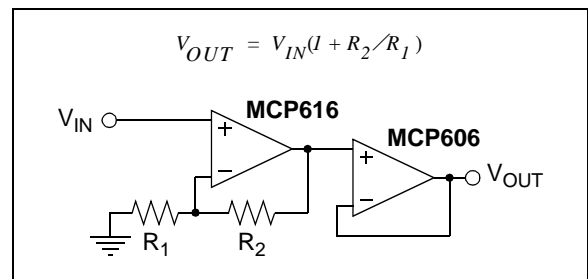 V_OUT = V_IN(1 + R_2/R_1)
MCP616
MCP606
V_IN
+
+
V_OUT
–
–
R_1
R_2